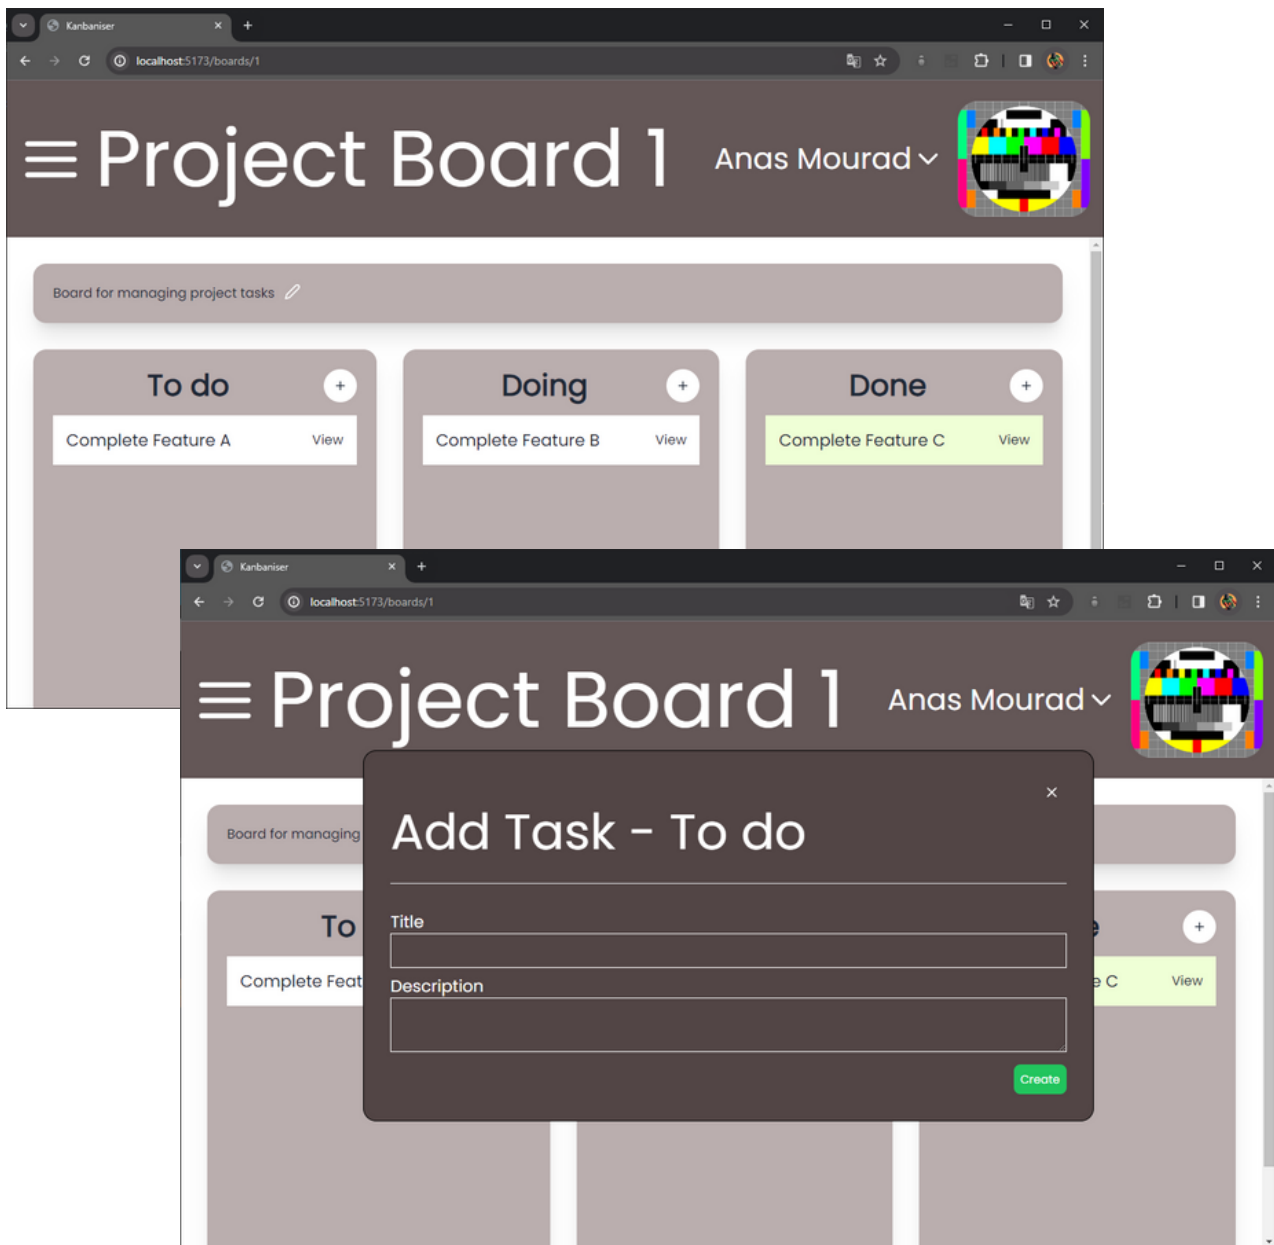 Kanbaniser
localhost:5173/boards/1
Project Board 1
Anas Mourad
Board for managing project tasks
To do
+
Doing
+
Done
+
Complete Feature A
View
Complete Feature B
View
Complete Feature C
View
Kanbaniser
localhost:5173/boards/1
Project Board 1
Anas Mourad
Board for managing
Add Task - To do
Title
Description
Create
To
e
+
Complete Feat
e C
View